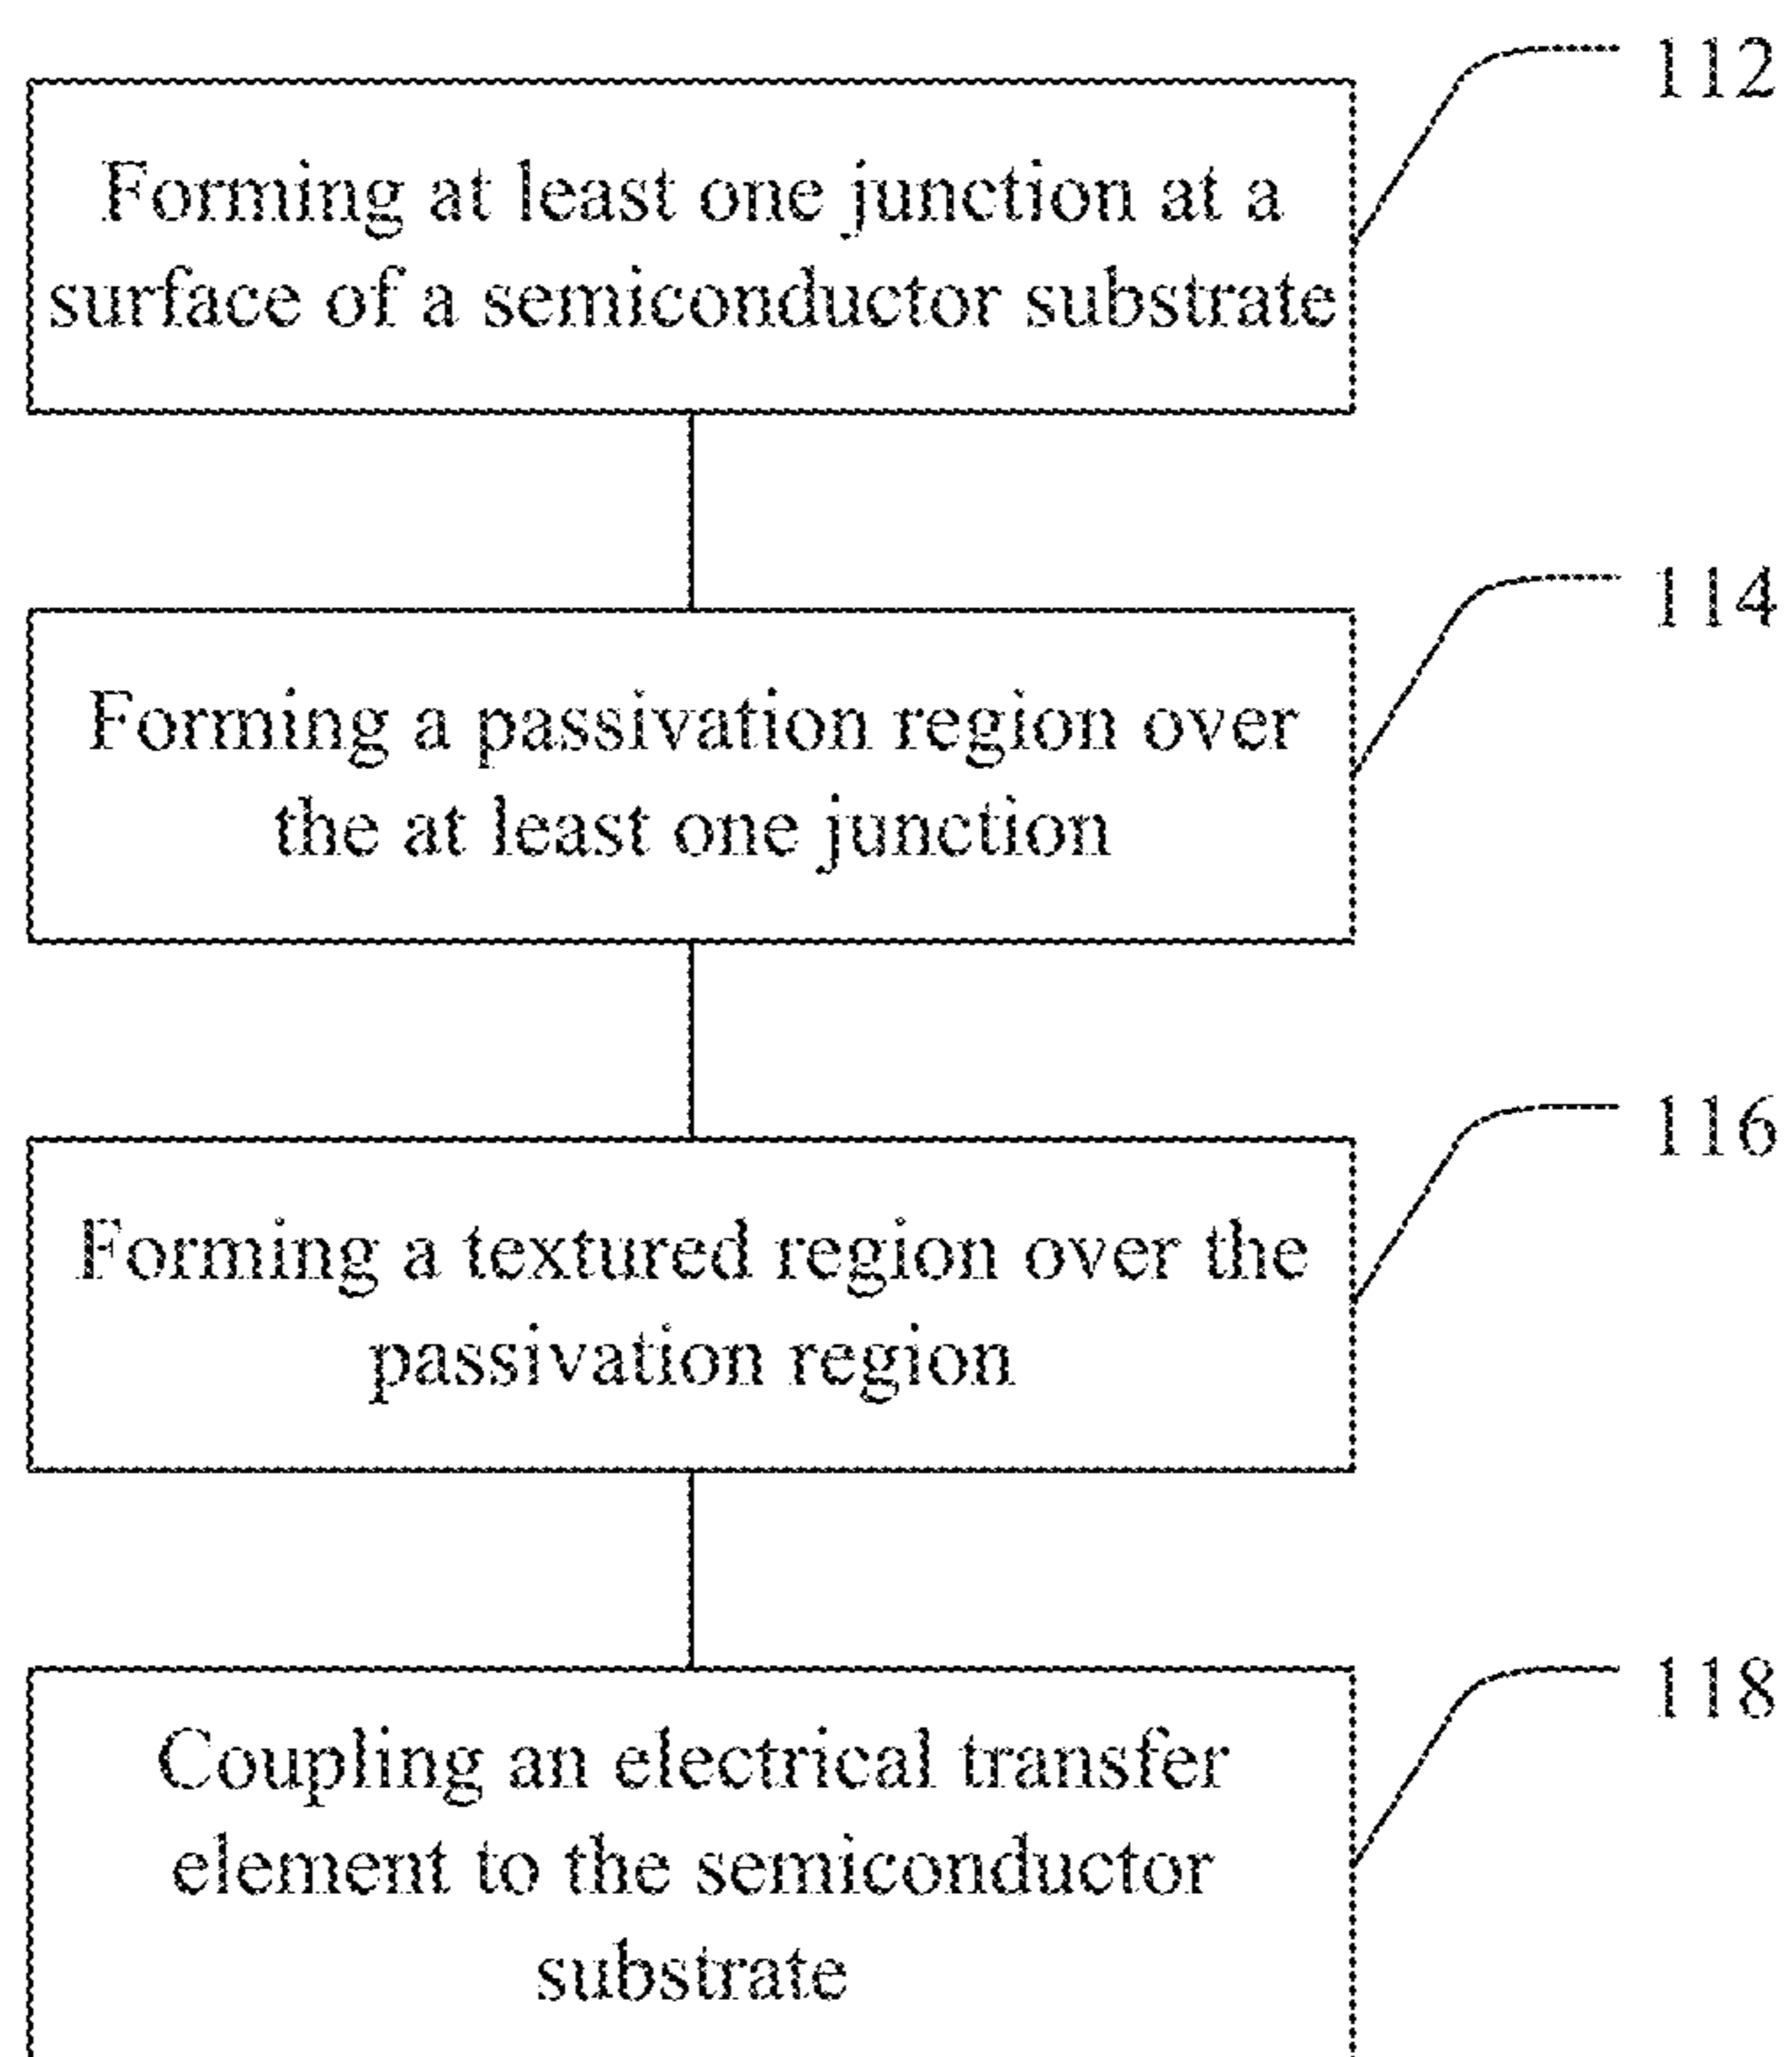 112
Forming at least one junction at a
surface of a semiconductor substrate
114
Forming a passivation region over
the at least one junction
116
Forming a textured region over the
passivation region
118
Coupling an electrical transfer
element to the semiconductor
substrate